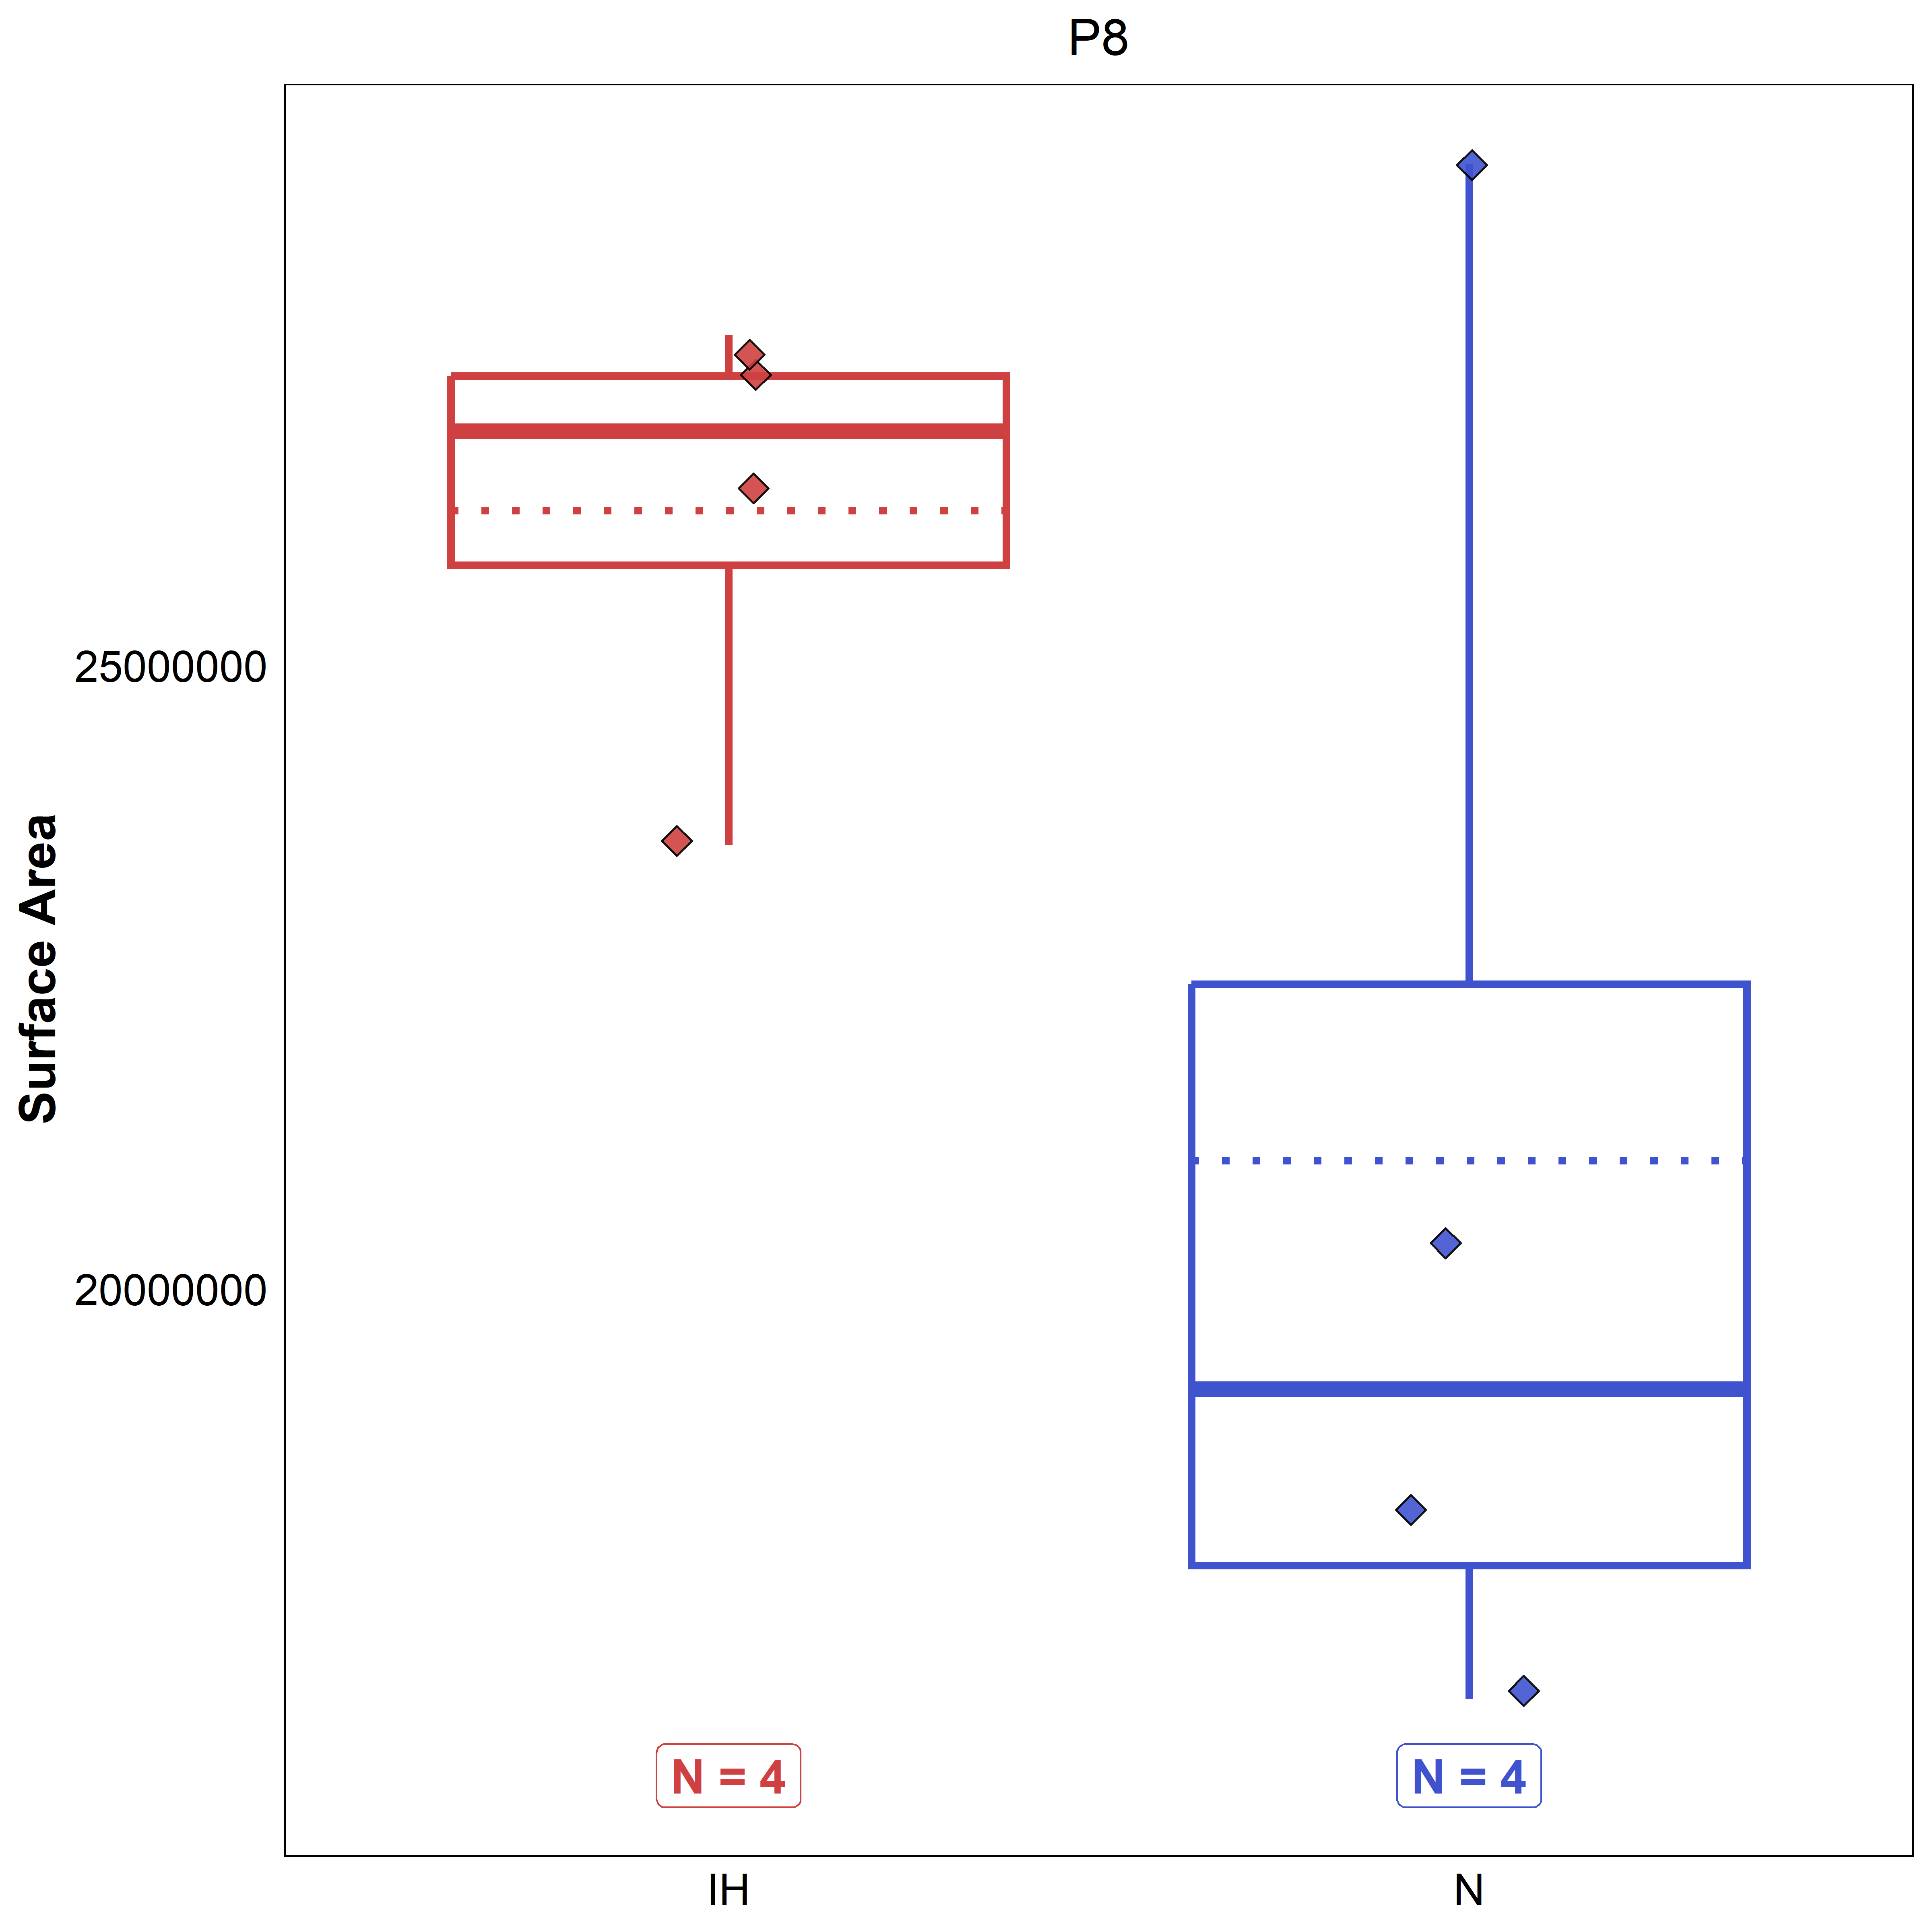 P8
Surface Area
25000000
20000000
N = 4
N = 4
IH
N